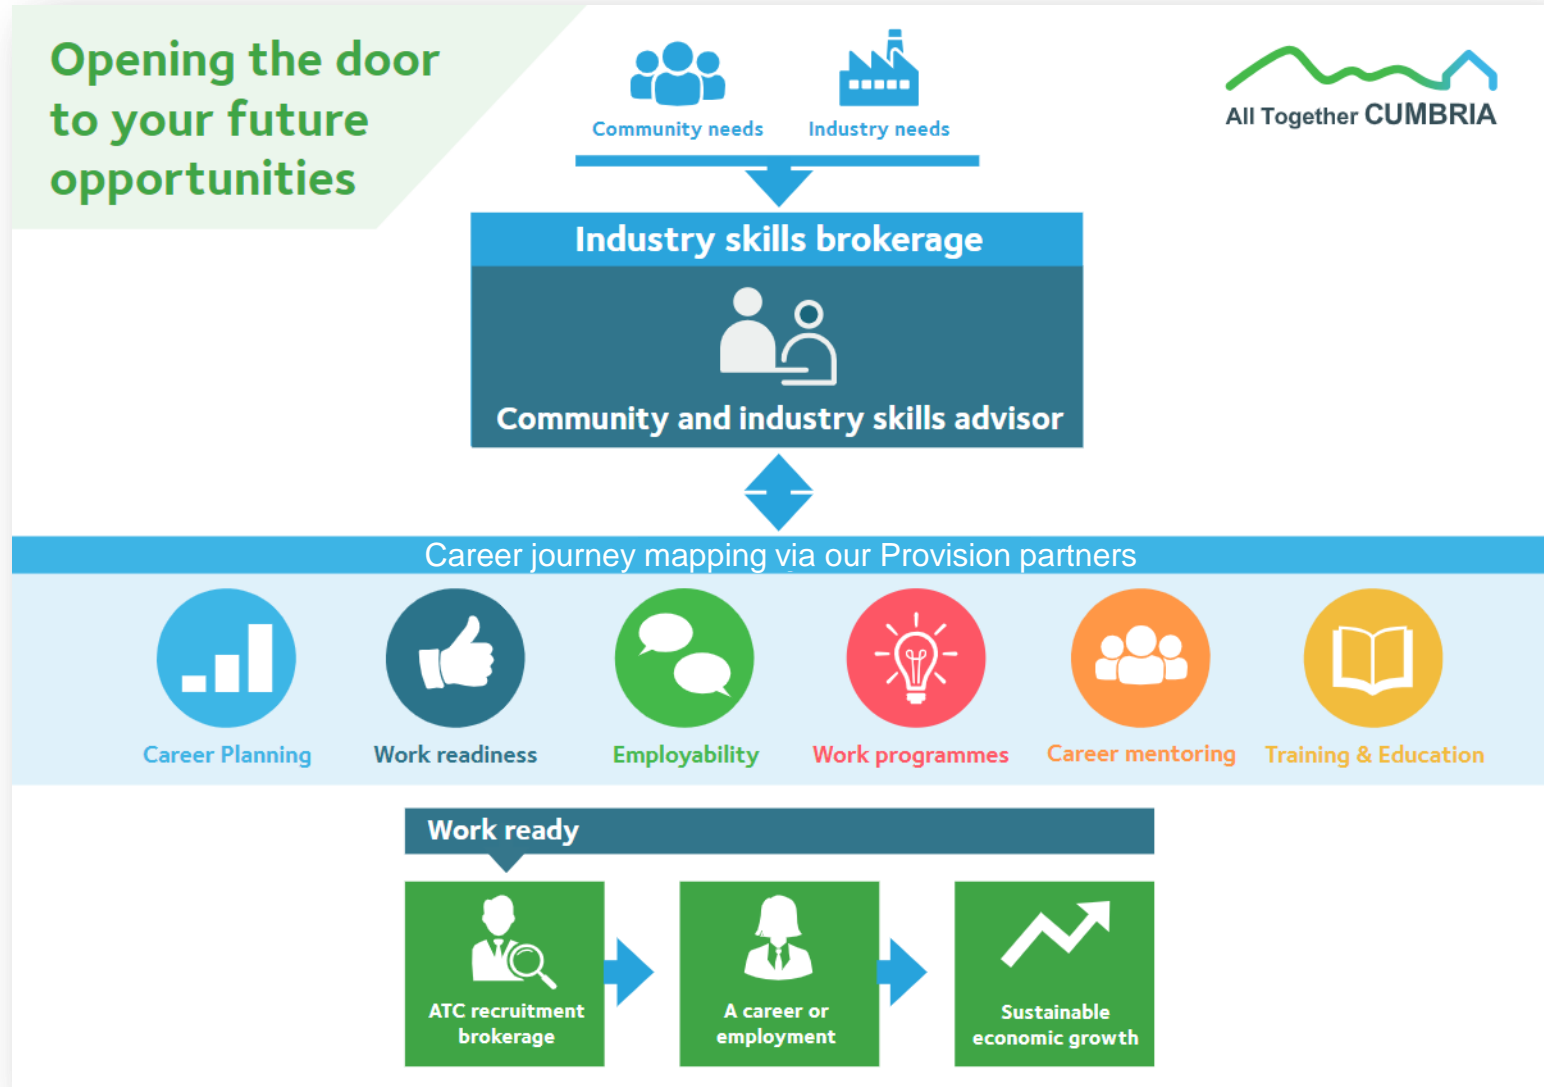 Opening the door
to your future
opportunities
Community needs
Industry needs
All Together CUMBRIA
Industry skills brokerage
Community and industry skills advisor
Career journey mapping via our Provision partners
Career Planning
Work readiness
Employability
Work programmes
Career mentoring
Training & Education
Work ready
ATC recruitment
brokerage
A career or
employment
Sustainable
economic growth